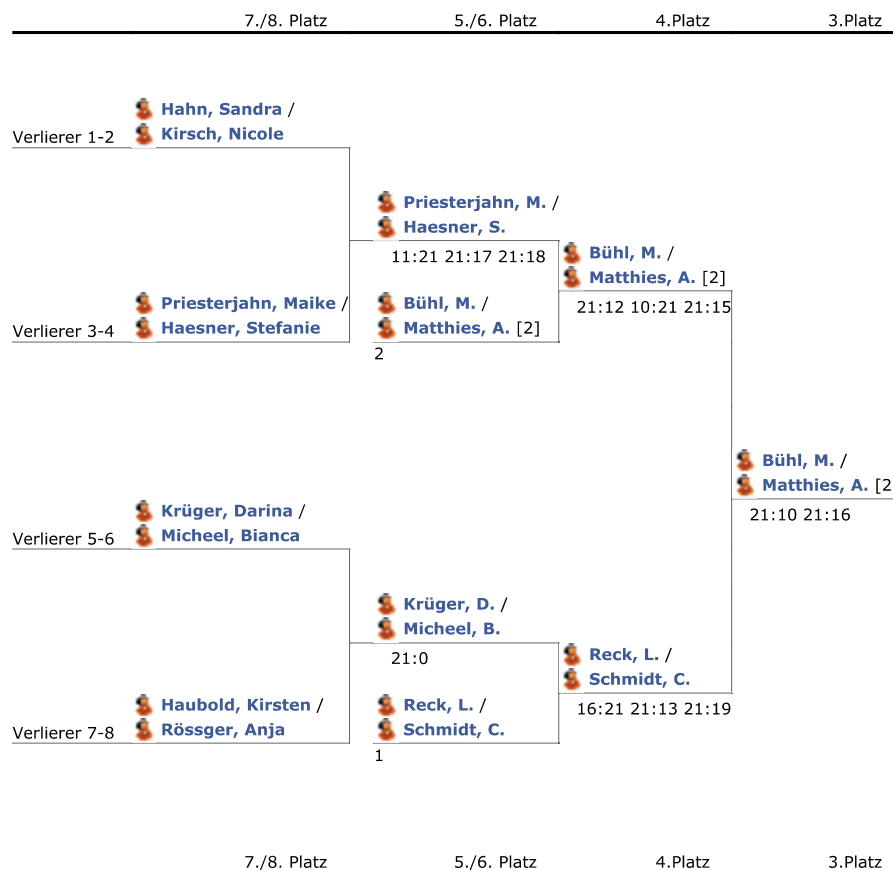 7./8. Platz 5./6. Platz 4.Platz 3.Platz
Hahn, Sandra /
Verlierer 1-2 Kirsch, Nicole
Priesterjahn, M. /
Haesner, S.
11:21 21:17 21:18
Bühl, M. /
Matthies, A. [2]
21:12 10:21 21:15
Priesterjahn, Maike /
Verlierer 3-4 Haesner, Stefanie
Bühl, M. /
Matthies, A. [2]
2
Bühl, M. /
Matthies, A. [2
21:10 21:16
Krüger, Darina /
Verlierer 5-6 Micheel, Bianca
Krüger, D. /
Micheel, B.
21:0
Reck, L. /
Schmidt, C.
16:21 21:13 21:19
Haubold, Kirsten /
Verlierer 7-8 Rössger, Anja
Reck, L. /
Schmidt, C.
1
7./8. Platz 5./6. Platz 4.Platz 3.Platz